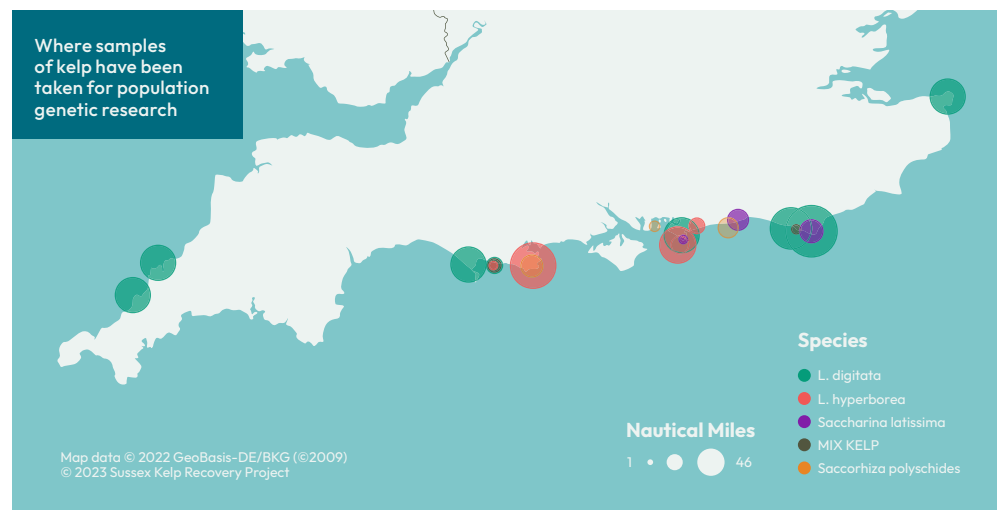 Where samples
of kelp have been
taken for population
genetic research
Species
L. digitata
L. hyperborea
Saccharina latissima
MIX KELP
Saccorhiza polyschides
Nautical Miles
1 46
Map data © 2022 GeoBasis-DE/BKG (©2009)
© 2023 Sussex Kelp Recovery Project